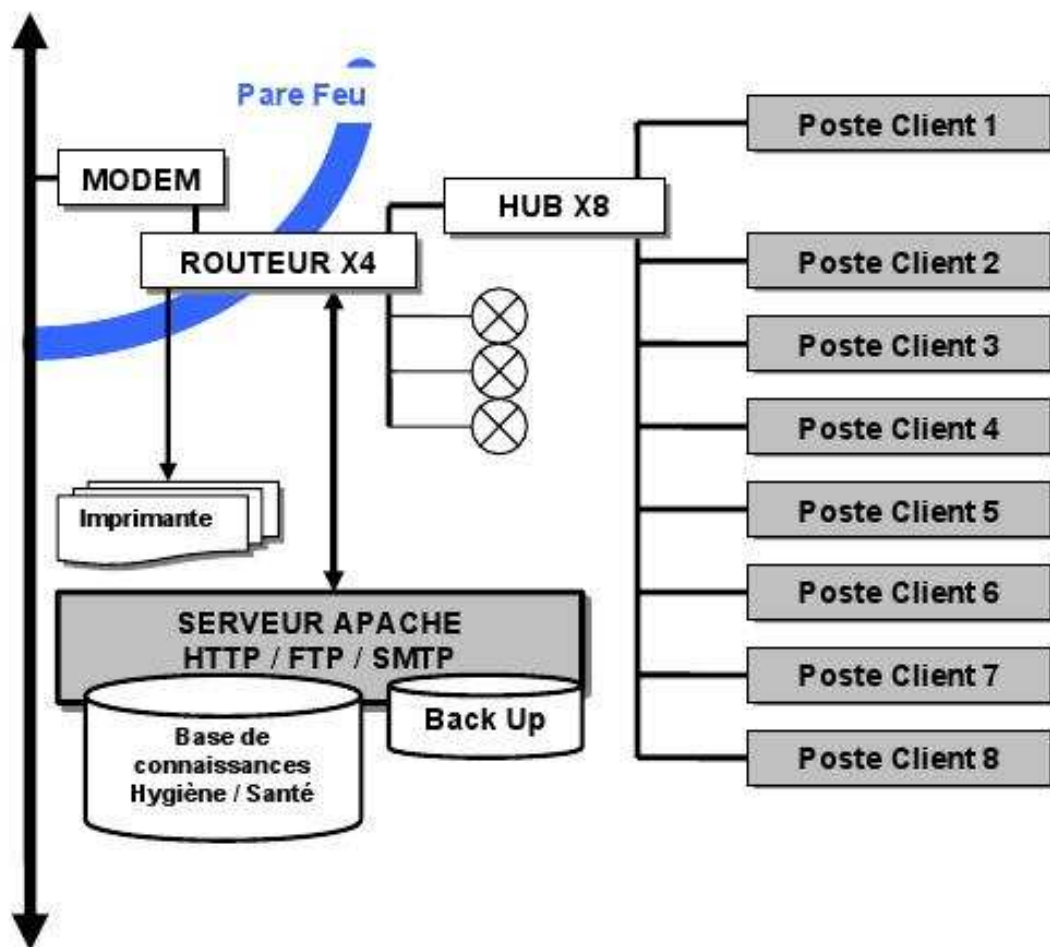 Pare Feu
MODEM
ROUTEUR X4
HUB X8
Poste Client 1
Poste Client 2
Poste Client 3
Poste Client 4
Poste Client 5
Poste Client 6
Poste Client 7
Poste Client 8
Imprimante
SERVEUR APACHE
HTTP / FTP / SMTP
Base de
connaissances
Hygiène / Santé
Back Up